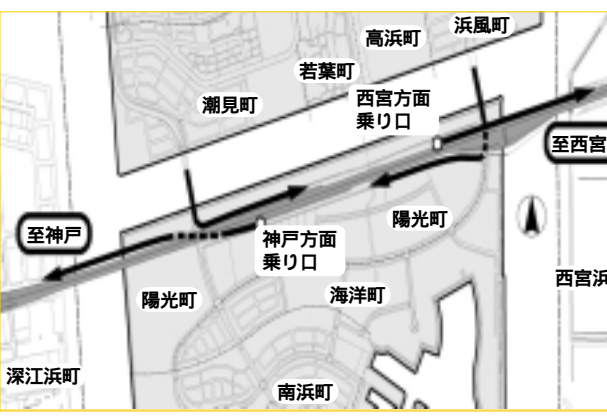 浜風町
高浜町
若葉町
潮見町
西宮方面
乗り口
至西宮
至神戸
陽光町
神戸方面
乗り口
西宮浜
陽光町
海洋町
深江浜町
南浜町